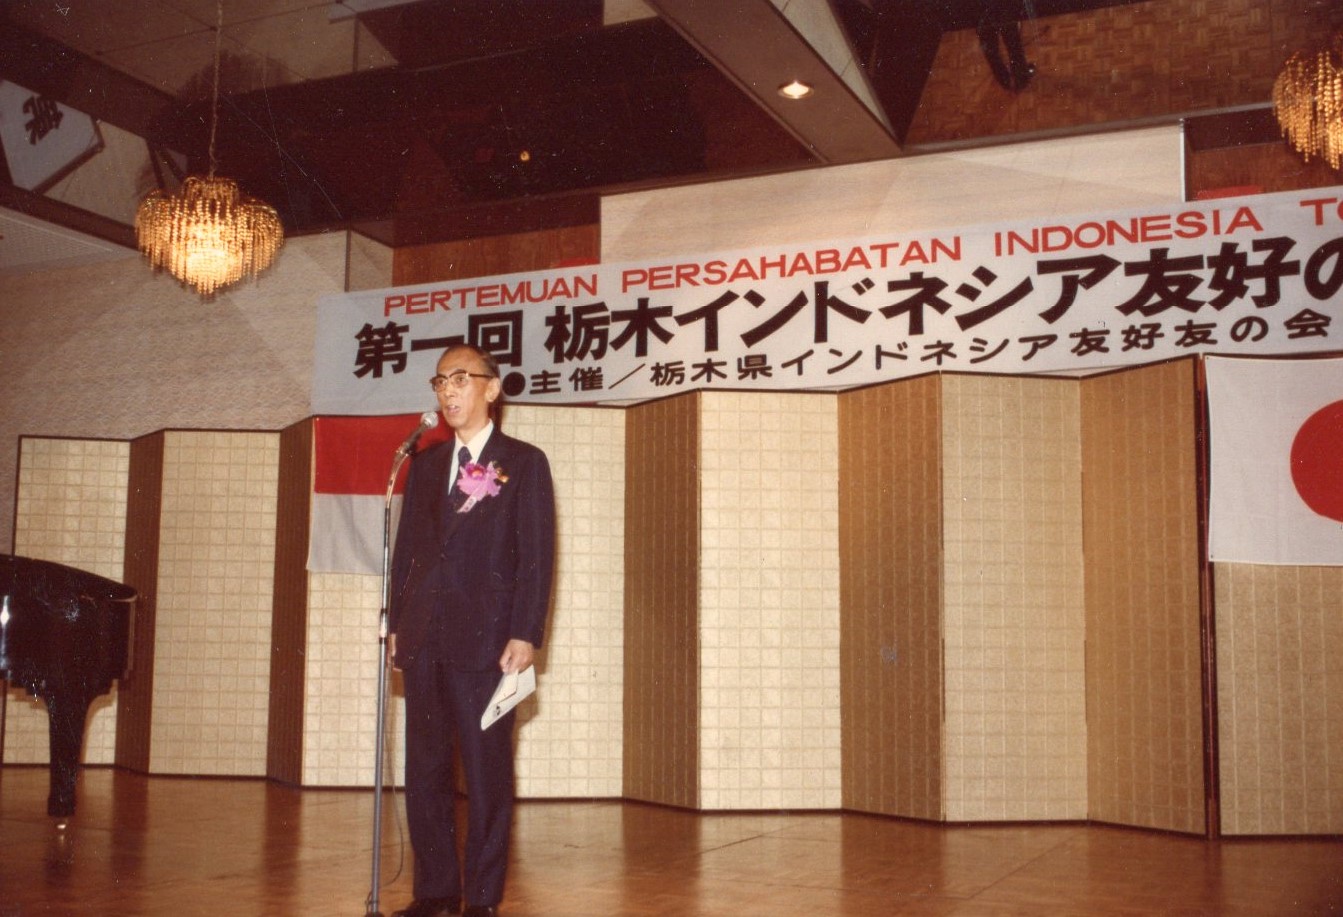 PERTEMUAN PERSAHABATAN INDONESIA TO
第一回 栃木インドネシア友好の
主催／栃木県インドネシア友好友の会